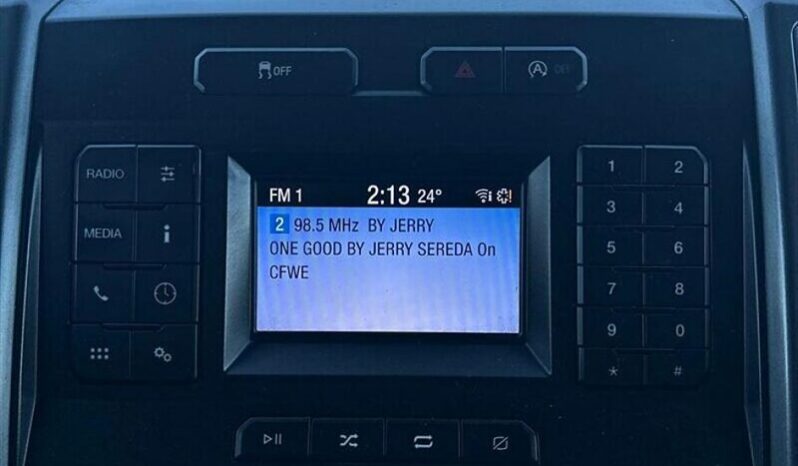 OFF
A OFF
RADIO
1 2
FM 1 2:13 24°
3 4
MEDIA i
2 98.5 MHz BY JERRY
ONE GOOD BY JERRY SEREDA On
CFWE
5 6
7 8
9 0
* #